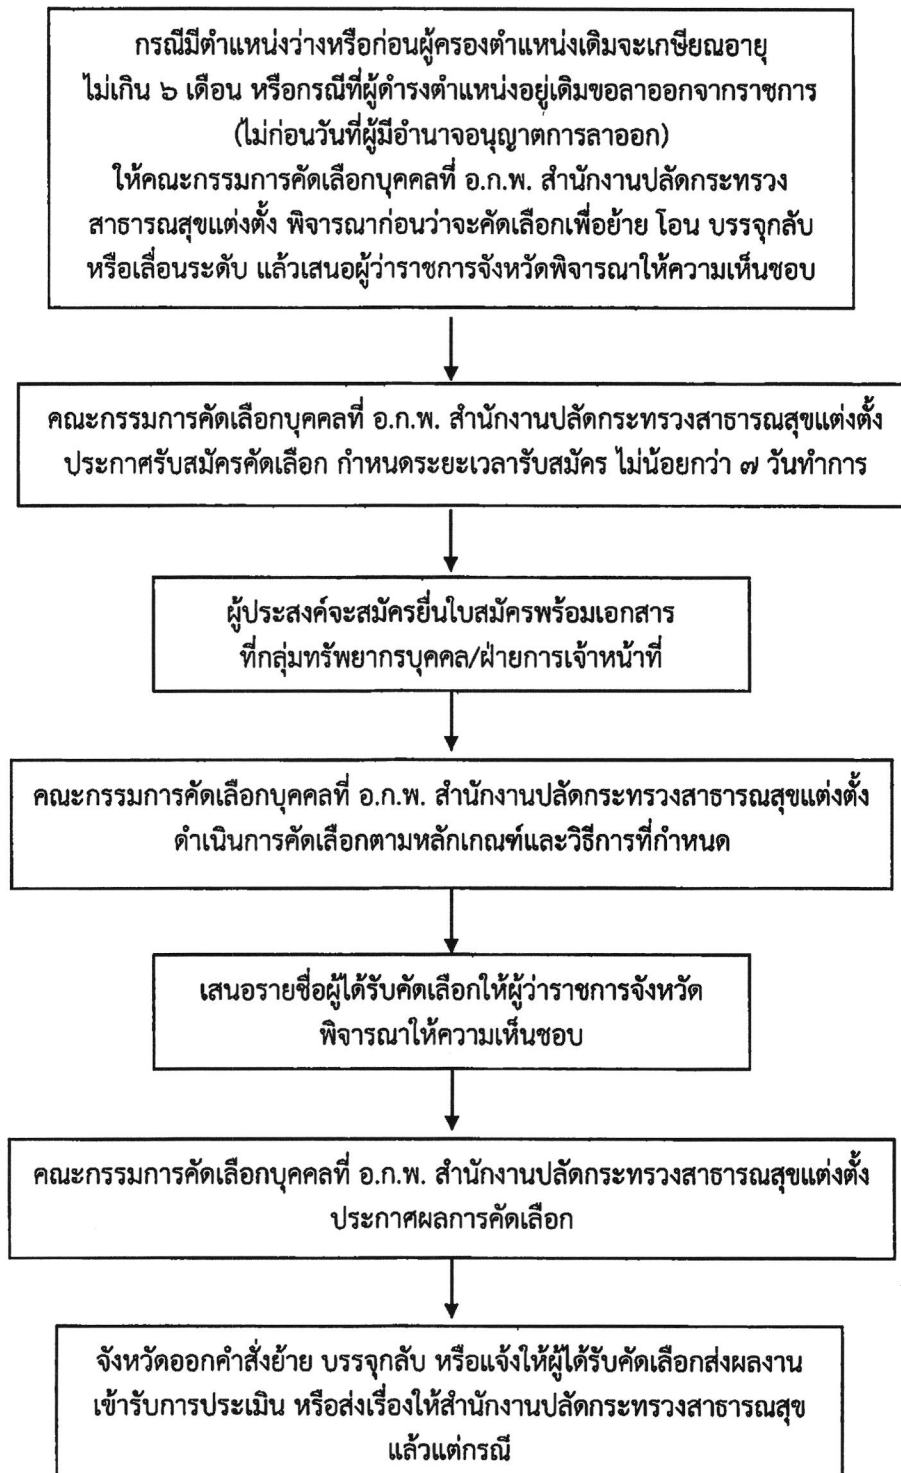 กรณีมีตำแหน่งว่างหรือก่อนผู้ครองตำแหน่งเดิมจะเกษียณอายุ
ไม่เกิน ๖ เดือน หรือกรณีที่ผู้ดำรงตำแหน่งอยู่เดิมขอลาออกจากราชการ
(ไม่ก่อนวันที่ผู้มีอำนาจอนุญาตการลาออก)
ให้คณะกรรมการคัดเลือกบุคคลที่ อ.ก.พ. สำนักงานปลัดกระทรวง
สาธารณสุขแต่งตั้ง พิจารณาก่อนว่าจะคัดเลือกเพื่อย้าย โอน บรรจุกลับ
หรือเลื่อนระดับ แล้วเสนอผู้ว่าราชการจังหวัดพิจารณาให้ความเห็นชอบ
คณะกรรมการคัดเลือกบุคคลที่ อ.ก.พ. สำนักงานปลัดกระทรวงสาธารณสุขแต่งตั้ง
ประกาศรับสมัครคัดเลือก กำหนดระยะเวลารับสมัคร ไม่น้อยกว่า ๗ วันทำการ
ผู้ประสงค์จะสมัครยื่นใบสมัครพร้อมเอกสาร
ที่กลุ่มทรัพยากรบุคคล/ฝ่ายการเจ้าหน้าที่
คณะกรรมการคัดเลือกบุคคลที่ อ.ก.พ. สำนักงานปลัดกระทรวงสาธารณสุขแต่งตั้ง
ดำเนินการคัดเลือกตามหลักเกณฑ์และวิธีการที่กำหนด
เสนอรายชื่อผู้ได้รับคัดเลือกให้ผู้ว่าราชการจังหวัด
พิจารณาให้ความเห็นชอบ
คณะกรรมการคัดเลือกบุคคลที่ อ.ก.พ. สำนักงานปลัดกระทรวงสาธารณสุขแต่งตั้ง
ประกาศผลการคัดเลือก
จังหวัดออกคำสั่งย้าย บรรจุกลับ หรือแจ้งให้ผู้ได้รับคัดเลือกส่งผลงาน
เข้ารับการประเมิน หรือส่งเรื่องให้สำนักงานปลัดกระทรวงสาธารณสุข
แล้วแต่กรณี